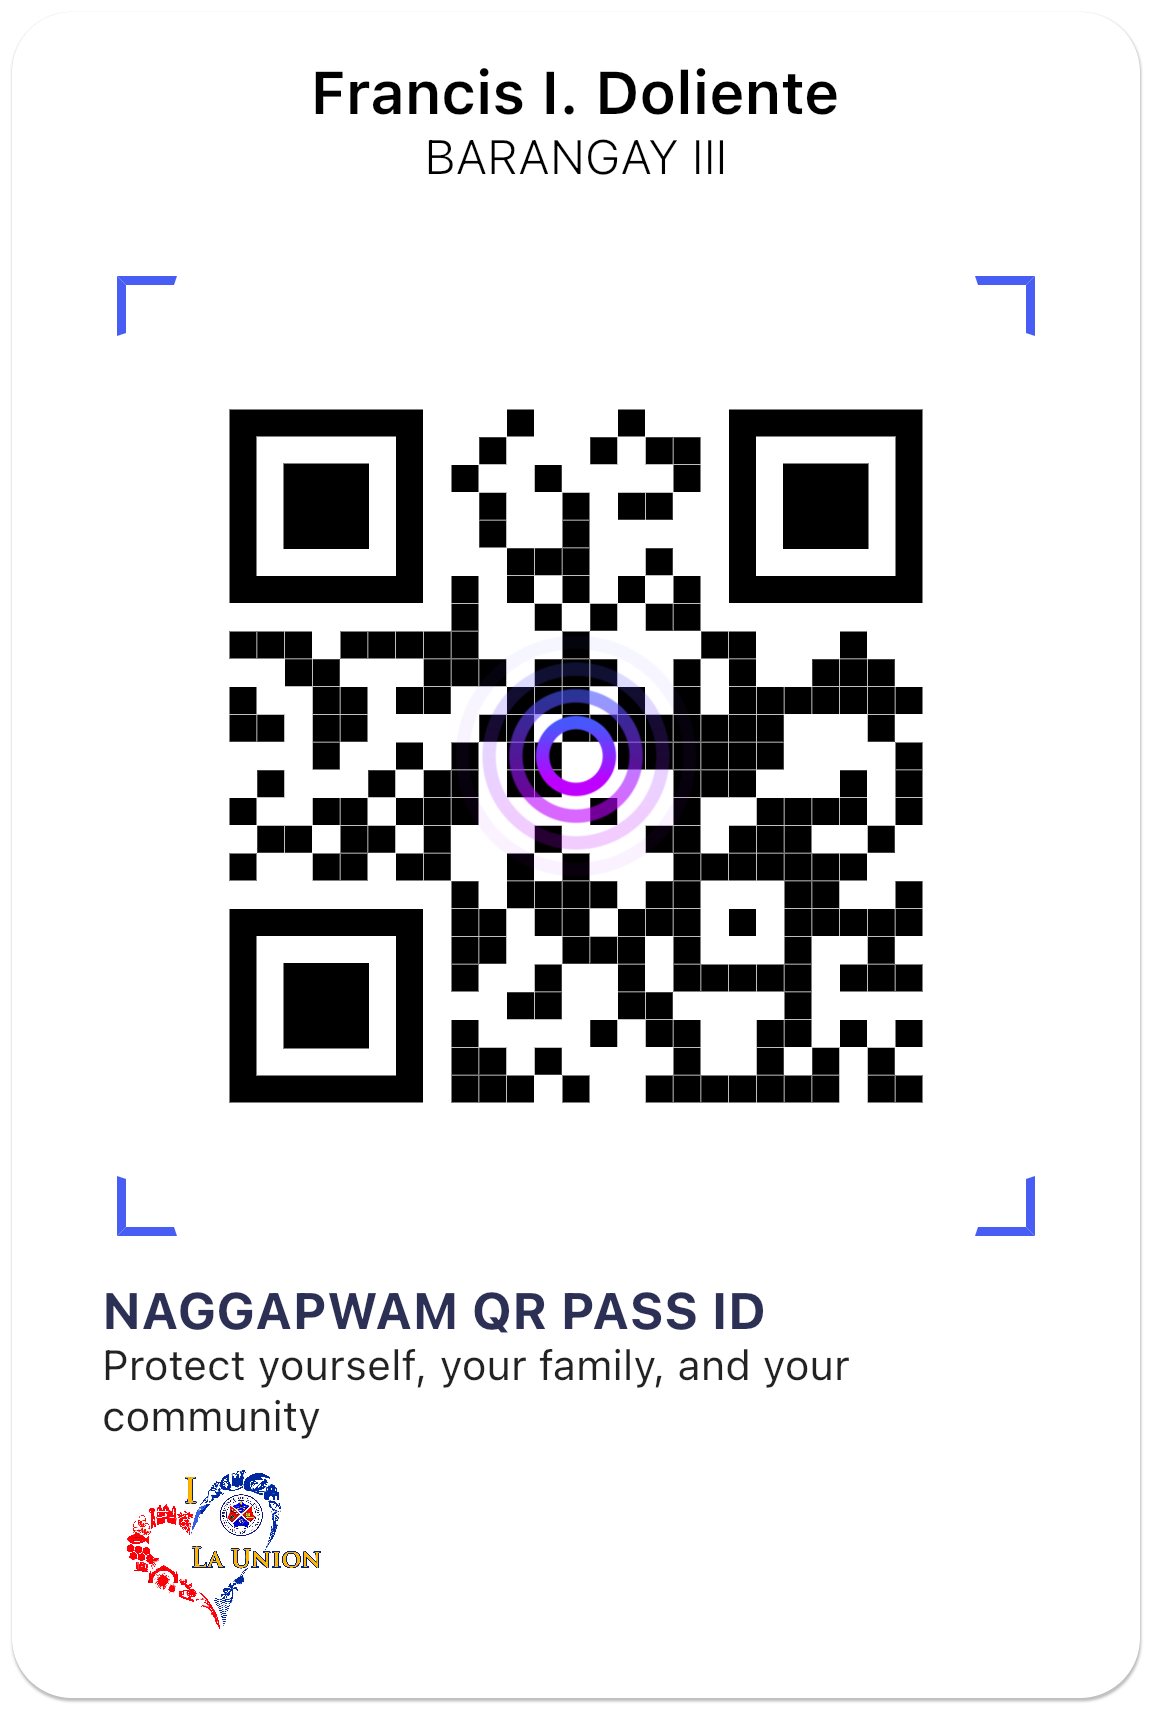 Francis I. Doliente
BARANGAY III
NAGGAPWAM QR PASS ID
Protect yourself, your family, and your
community
I
LA UNION